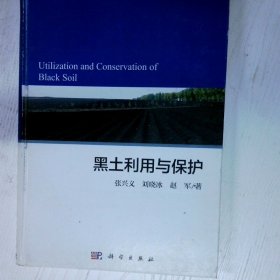 Utilization and Conservation of
Black Soil
黑土利用与保护
张兴义 刘晓冰 赵 军/著
科学出版社